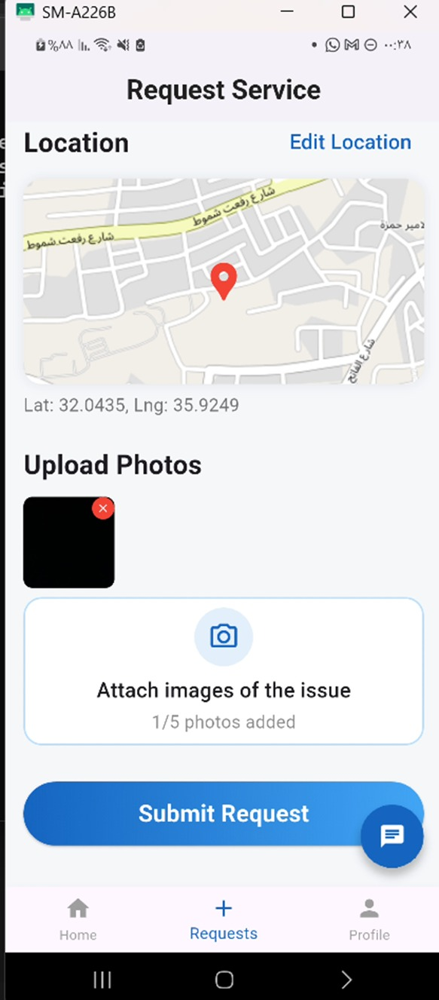 SM-A226B
%٨٨
٠٠:٣٨
Request Service
Location
Edit Location
شارع رفعت شموط
شارع رفعت شموط
لامير حمزة
شارع الفاتح
Lat: 32.0435, Lng: 35.9249
Upload Photos
Attach images of the issue
1/5 photos added
Submit Request
Home
Requests
Profile